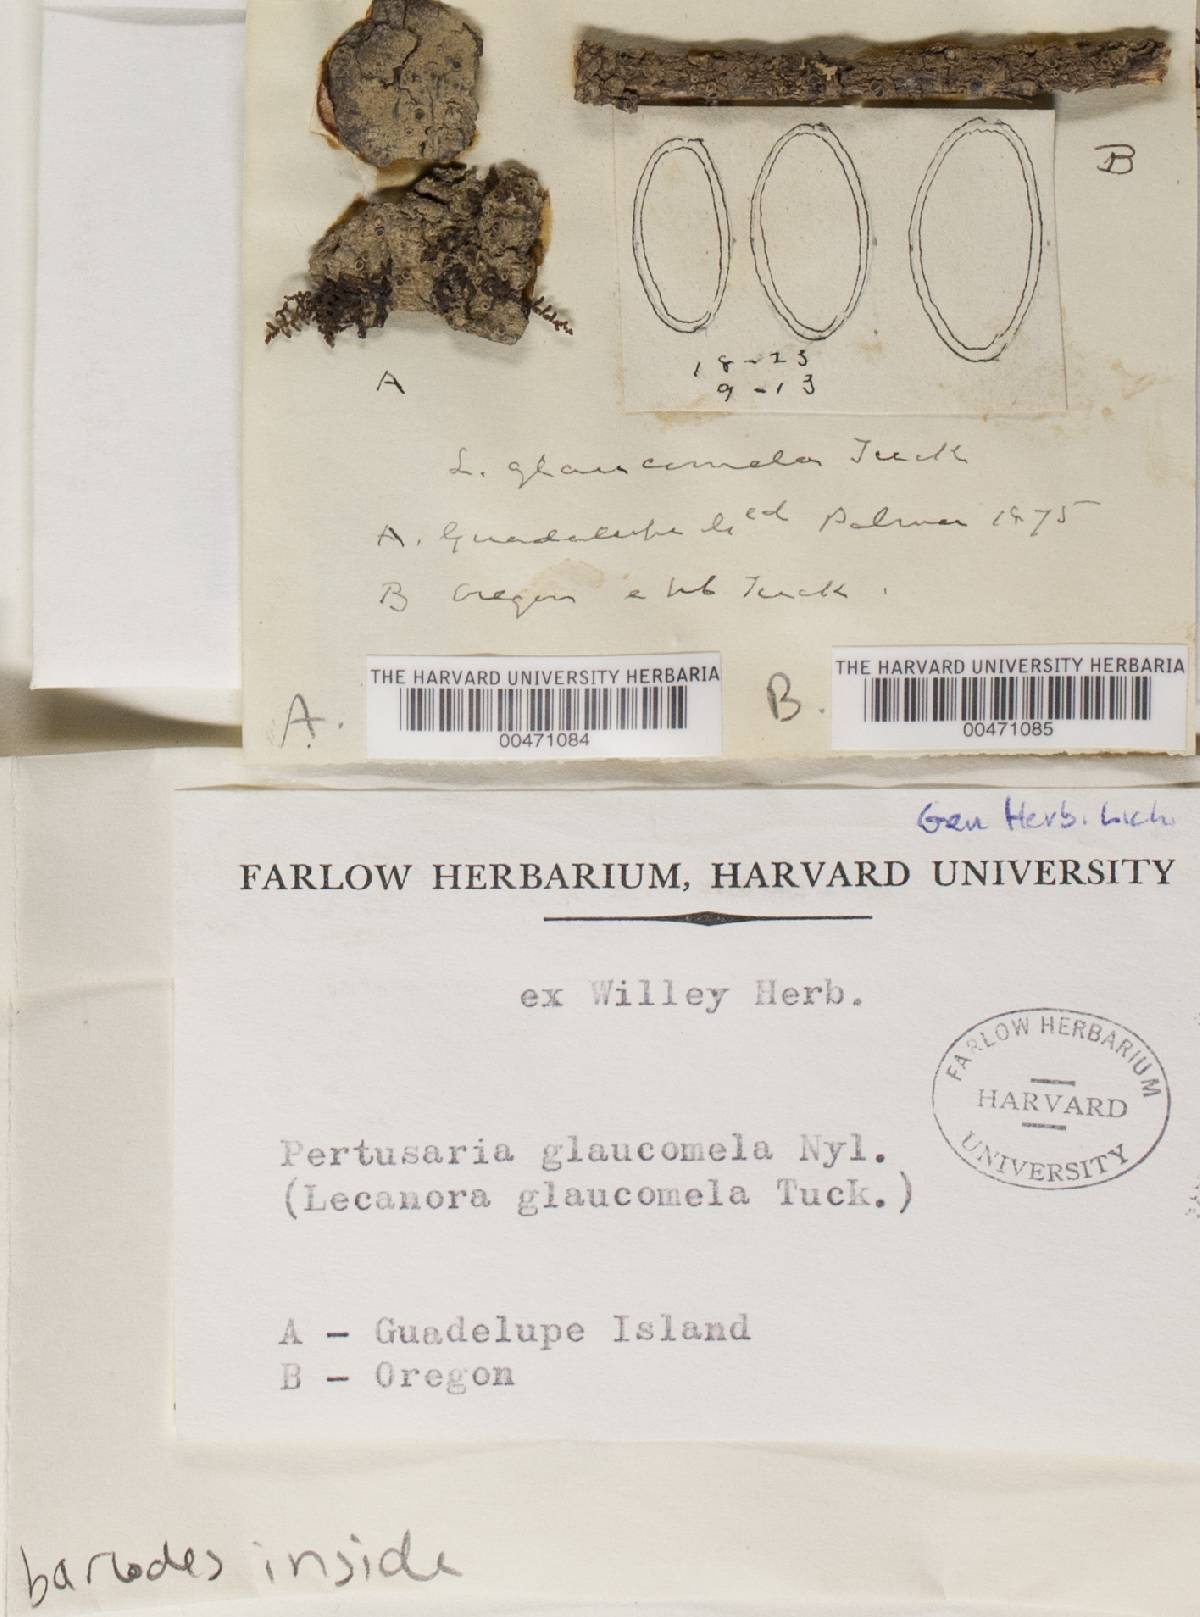 B
18-23
9-13
A
L. glaucomela Tuck
A. Guadalupe Isled Palmer 1875
B Oregon e hb Tuck.
A.
THE HARVARD UNIVERSITY HERBARIA
00471084
B.
THE HARVARD UNIVERSITY HERBARIA
00471085
Gen Herb. Lich.
FARLOW HERBARIUM, HARVARD UNIVERSITY
ex Willey Herb.
FARLOW HERBARIUM
HARVARD
UNIVERSITY
Pertusaria glaucomela Nyl.
(Lecanora glaucomela Tuck.)
A - Guadelupe Island
B - Oregon
barcodes inside